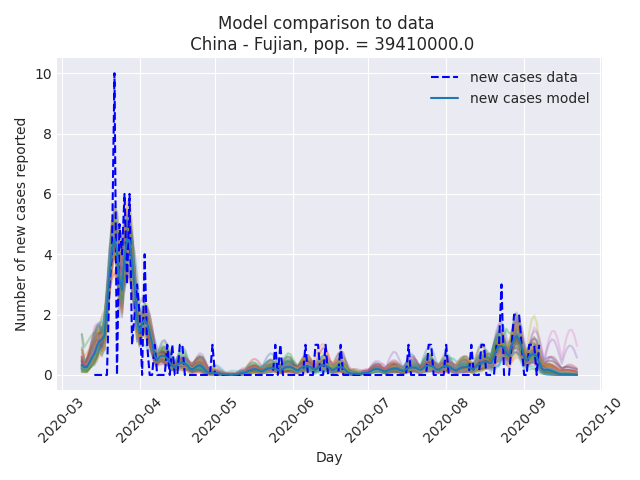 Model comparison to data
China - Fujian, pop. = 39410000.0
new cases data
new cases model
Number of new cases reported
10
8
6
4
2
0
2020-03
2020-04
2020-05
2020-06
2020-07
2020-08
2020-09
2020-10
Day